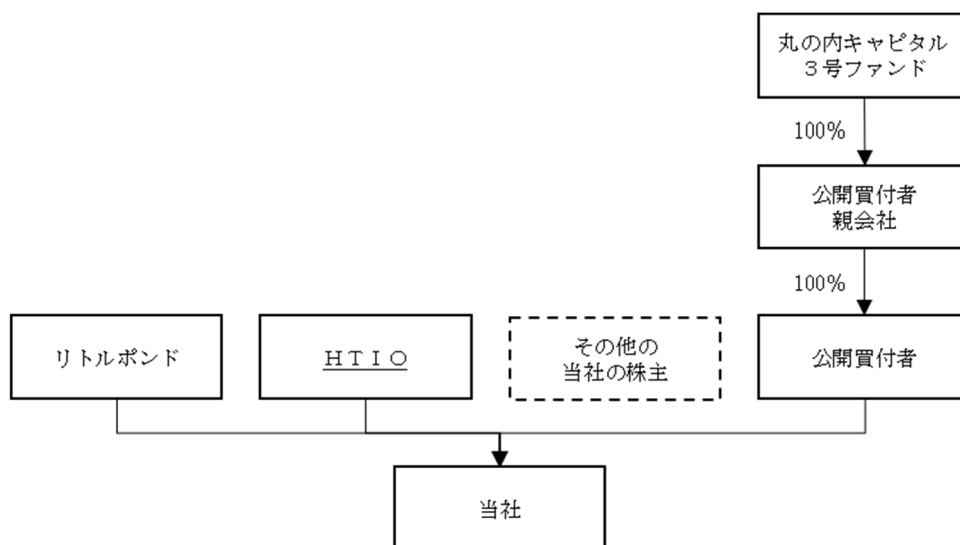 丸の内キャピタル
３号ファンド
100%
公開買付者
親会社
100%
リトルポンド
ＨＴＩＯ
その他の
当社の株主
公開買付者
当社